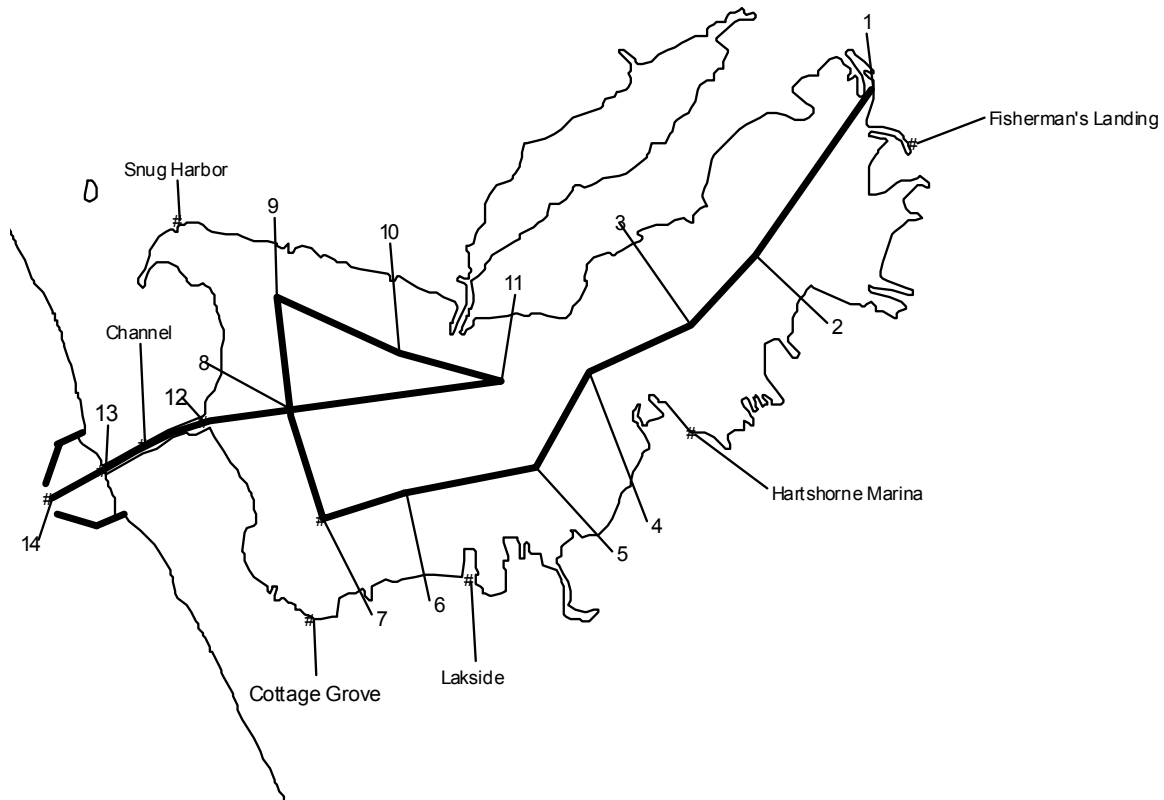 1
Fisherman's Landing
Snug Harbor
9
3
10
11
2
Channel
8
12
13
Hartshorne Marina
4
14
5
6
7
Lakside
Cottage Grove